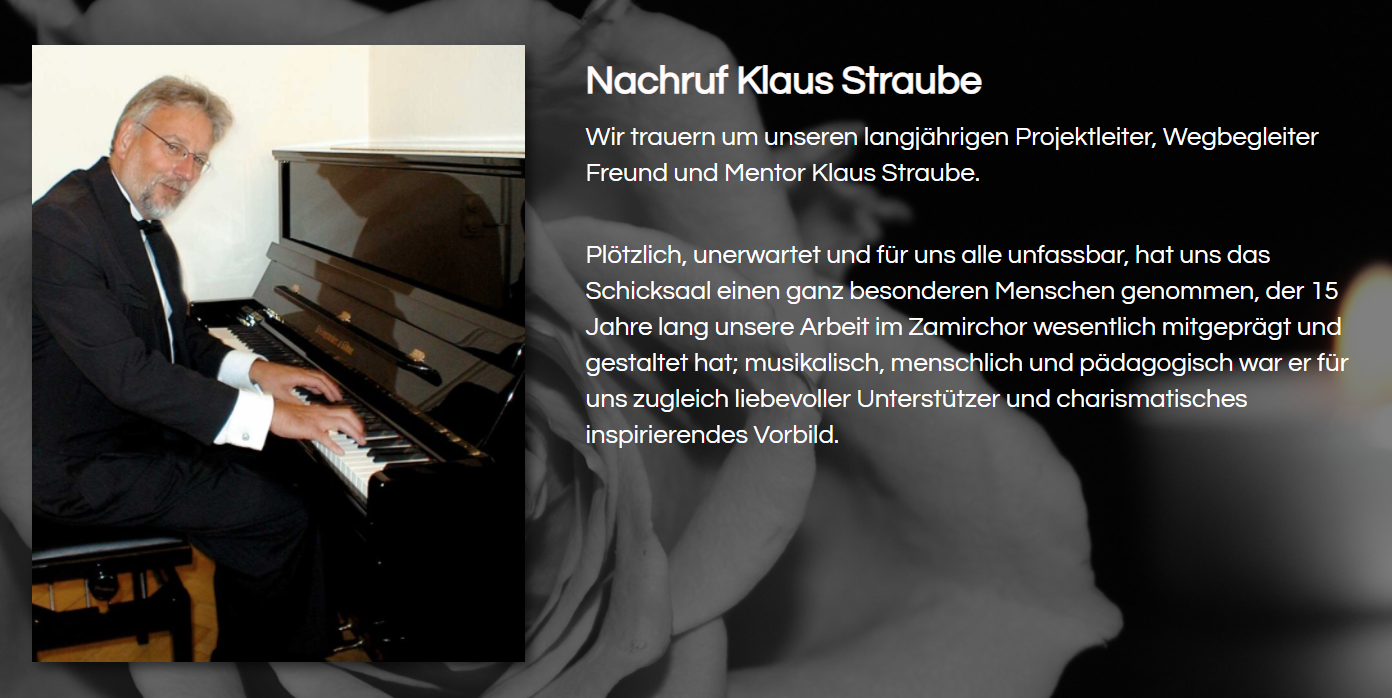 Nachruf Klaus Straube
Wir trauern um unseren langjährigen Projektleiter, Wegbegleiter
Freund und Mentor Klaus Straube.
Plötzlich, unerwartet und für uns alle unfassbar, hat uns das
Schicksaal einen ganz besonderen Menschen genommen, der 15
Jahre lang unsere Arbeit im Zamirchor wesentlich mitgeprägt und
gestaltet hat; musikalisch, menschlich und pädagogisch war er für
uns zugleich liebevoller Unterstützer und charismatisches
inspirierendes Vorbild.